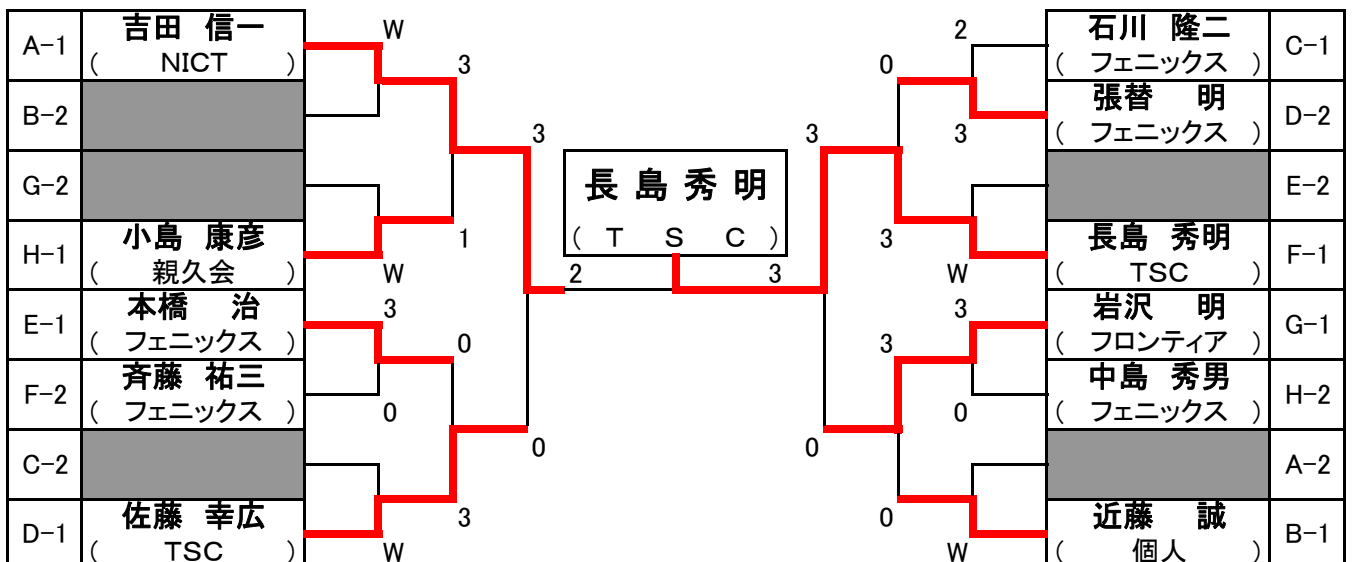 A-1 吉田 信一
( NICT )
B-2
G-2
H-1 小島 康彦
( 親久会 )
E-1 本橋 治
( フェニックス )
F-2 斉藤 祐三
( フェニックス )
C-2
D-1 佐藤 幸広
( TSC )
W
3
3
1
W
3
0
0
0
3
W
2
長島秀明
( T S C )
3
2
0
3
3
3
W
3
3
0
0
0
W
石川 隆二 C-1
( フェニックス )
張替 明 D-2
( フェニックス )
E-2
長島 秀明 F-1
( TSC )
岩沢 明 G-1
( フロンティア )
中島 秀男 H-2
( フェニックス )
A-2
近藤 誠 B-1
( 個人 )